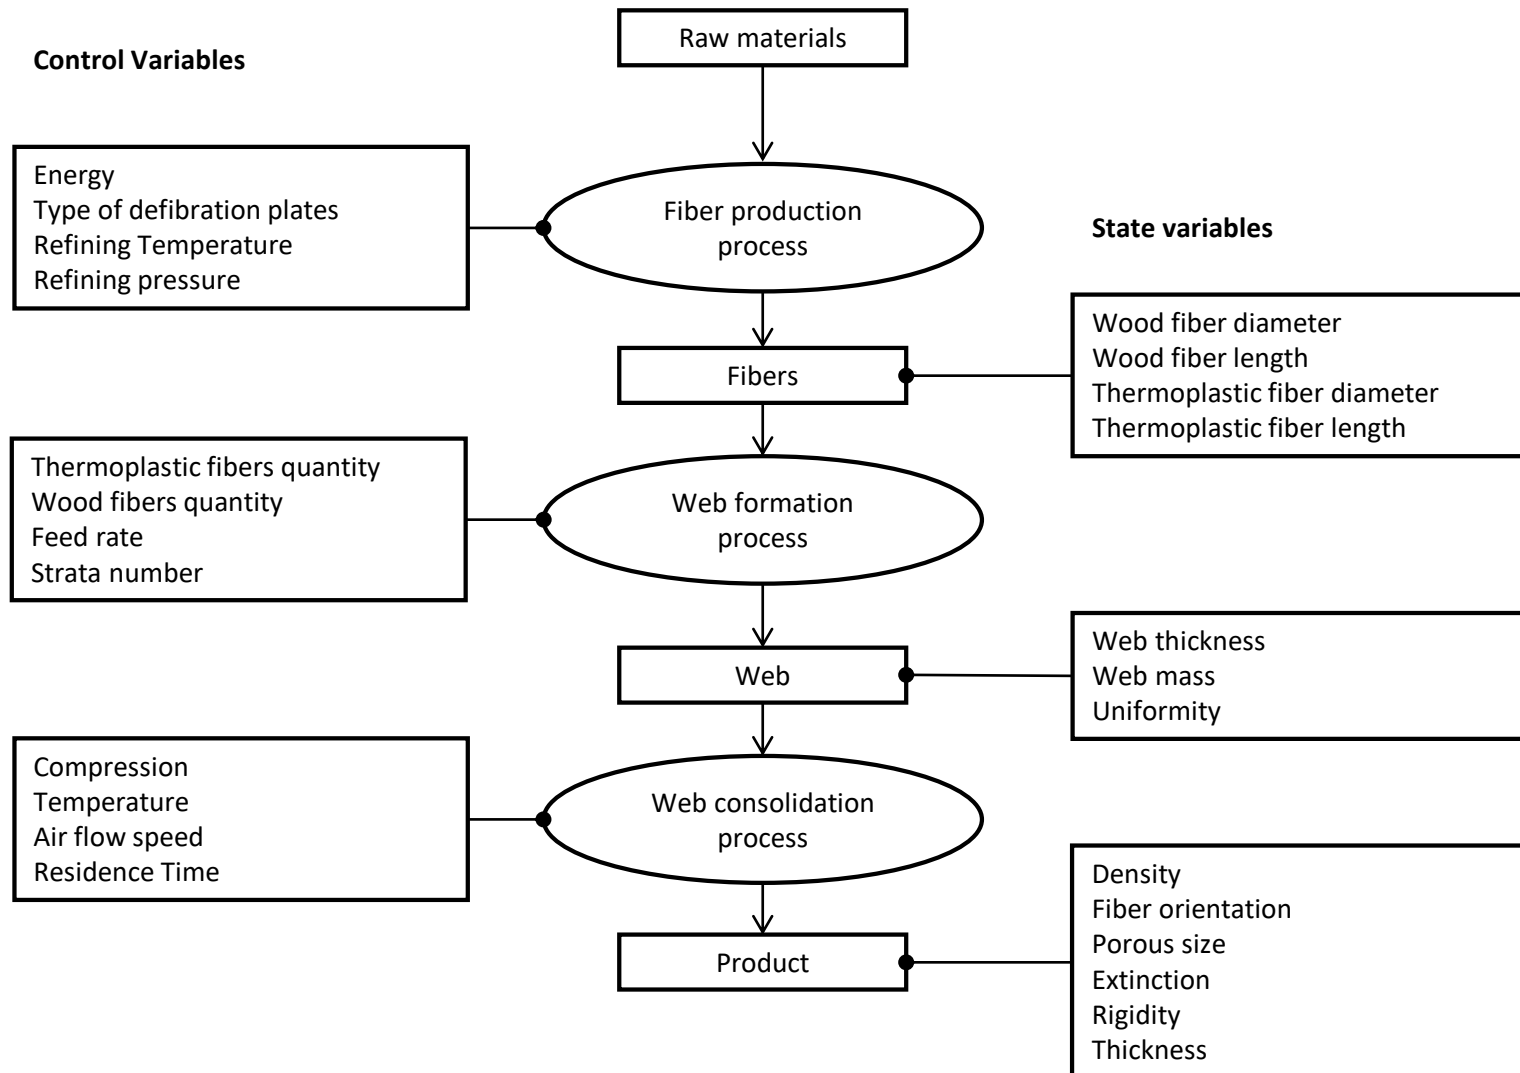 Raw materials
Control Variables
Energy
Type of defibration plates
Refining Temperature
Refining pressure
Fiber production
process
State variables
Wood fiber diameter
Wood fiber length
Thermoplastic fiber diameter
Thermoplastic fiber length
Fibers
Thermoplastic fibers quantity
Wood fibers quantity
Feed rate
Strata number
Web formation
process
Web thickness
Web mass
Uniformity
Web
Compression
Temperature
Air flow speed
Residence Time
Web consolidation
process
Density
Fiber orientation
Porous size
Extinction
Rigidity
Thickness
Product